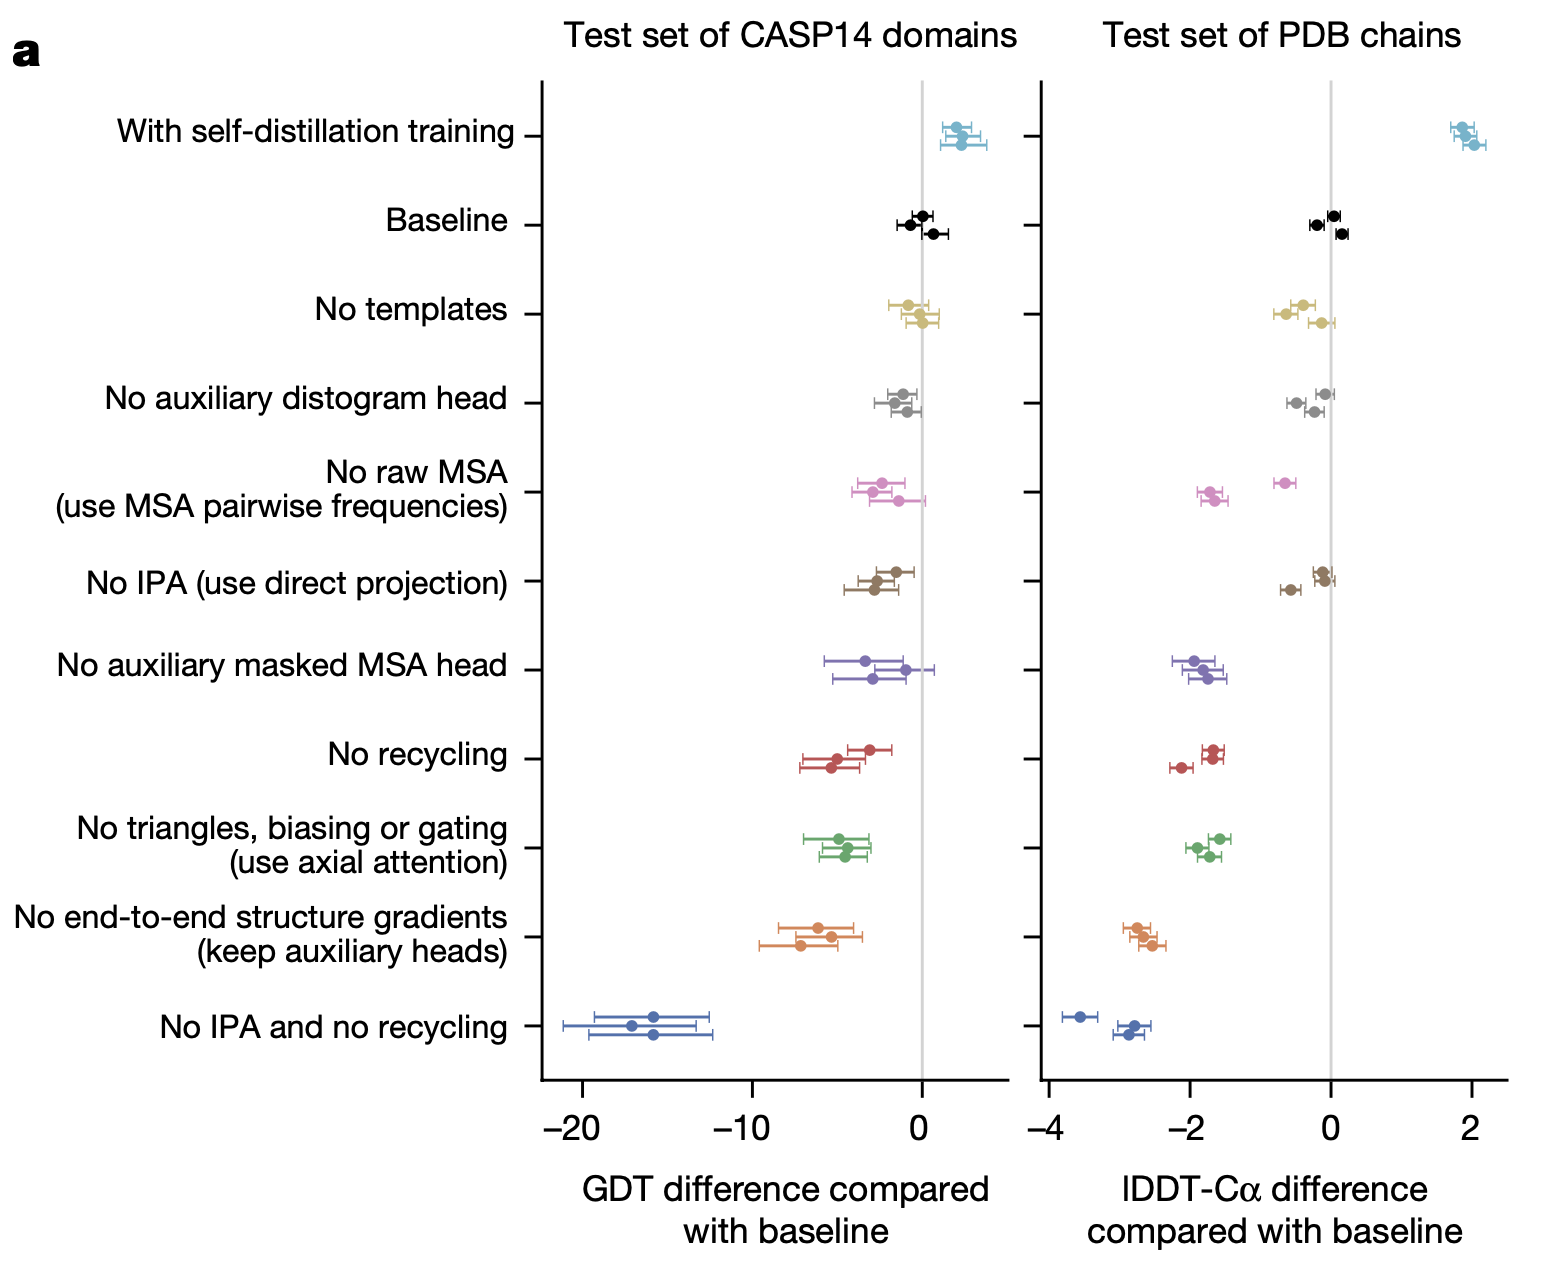 a
Test set of CASP14 domains
Test set of PDB chains
With self-distillation training
Baseline
No templates
No auxiliary distogram head
No raw MSA
(use MSA pairwise frequencies)
No IPA (use direct projection)
No auxiliary masked MSA head
No recycling
No triangles, biasing or gating
(use axial attention)
No end-to-end structure gradients
(keep auxiliary heads)
No IPA and no recycling
–20 –10 0
–4 –2 0 2
GDT difference compared
with baseline
lDDT-Cα difference
compared with baseline